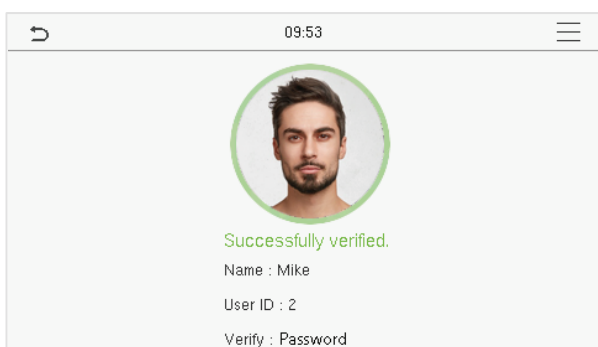 09:53
Successfully verified.
Name : Mike
User ID : 2
Verify : Password